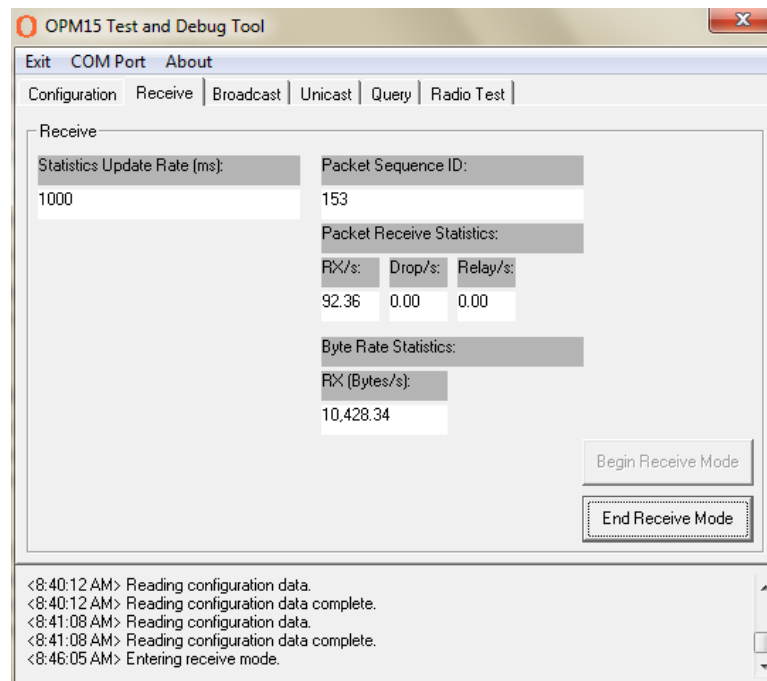 OPM15 Test and Debug Tool
Exit COM Port About
Configuration Receive Broadcast Unicast Query Radio Test
Receive
Statistics Update Rate (ms): Packet Sequence ID:
1000 153
Packet Receive Statistics:
RX/s: Drop/s: Relay/s:
92.36 0.00 0.00
Byte Rate Statistics:
RX (Bytes/s):
10,428.34
Begin Receive Mode
End Receive Mode
<8:40:12 AM> Reading configuration data.
<8:40:12 AM> Reading configuration data complete.
<8:41:08 AM> Reading configuration data.
<8:41:08 AM> Reading configuration data complete.
<8:46:05 AM> Entering receive mode.